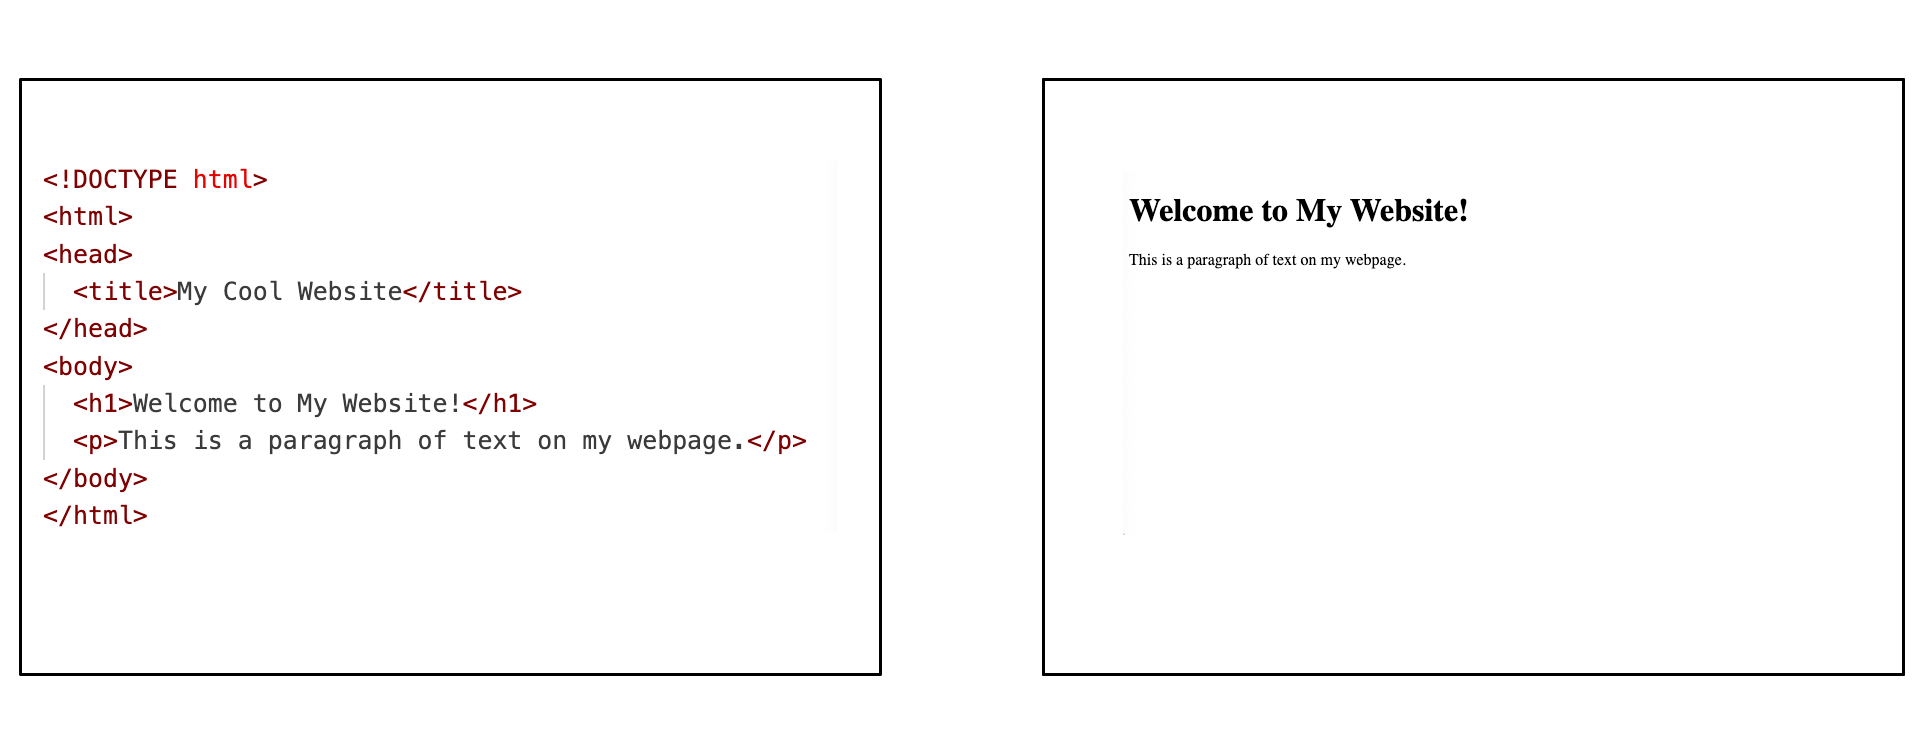 <!DOCTYPE html>
<html>
<head>
<title>My Cool Website</title>
</head>
<body>
<h1>Welcome to My Website!</h1>
<p>This is a paragraph of text on my webpage.</p>
</body>
</html>
Welcome to My Website!
This is a paragraph of text on my webpage.